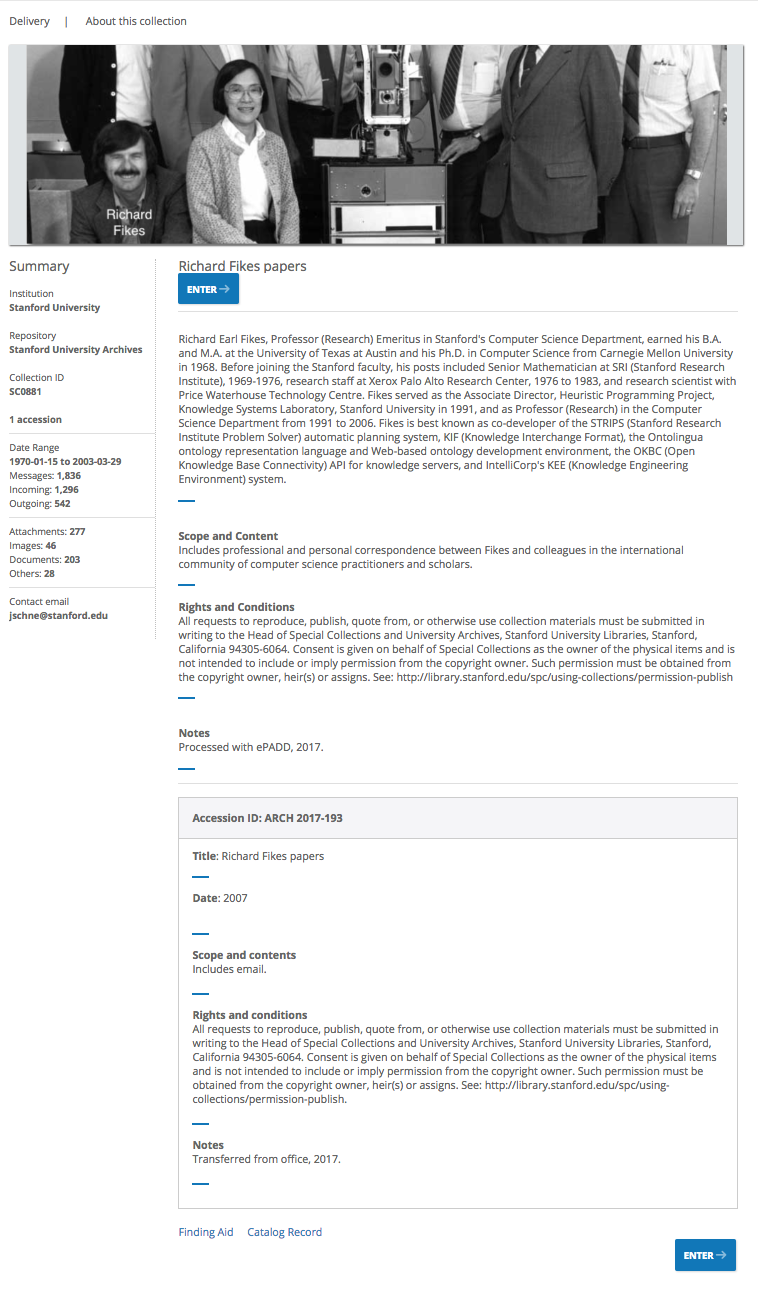 Delivery | About this collection
Richard
Fikes
Summary
Institution
Stanford University
Repository
Stanford University Archives
Collection ID
SC0881
1 accession
Date Range
1970-01-15 to 2003-03-29
Messages: 1,836
Incoming: 1,296
Outgoing: 542
Attachments: 277
Images: 46
Documents: 203
Others: 28
Contact email
jschne@stanford.edu
Richard Fikes papers
ENTER→
Richard Earl Fikes, Professor (Research) Emeritus in Stanford's Computer Science Department, earned his B.A.
and M.A. at the University of Texas at Austin and his Ph.D. in Computer Science from Carnegie Mellon University
in 1968. Before joining the Stanford faculty, his posts included Senior Mathematician at SRI (Stanford Research
Institute), 1969-1976, research staff at Xerox Palo Alto Research Center, 1976 to 1983, and research scientist with
Price Waterhouse Technology Centre. Fikes served as the Associate Director, Heuristic Programming Project,
Knowledge Systems Laboratory, Stanford University in 1991, and as Professor (Research) in the Computer
Science Department from 1991 to 2006. Fikes is best known as co-developer of the STRIPS (Stanford Research
Institute Problem Solver) automatic planning system, KIF (Knowledge Interchange Format), the Ontolingua
ontology representation language and Web-based ontology development environment, the OKBC (Open
Knowledge Base Connectivity) API for knowledge servers, and IntelliCorp's KEE (Knowledge Engineering
Environment) system.
Scope and Content
Includes professional and personal correspondence between Fikes and colleagues in the international
community of computer science practitioners and scholars.
Rights and Conditions
All requests to reproduce, publish, quote from, or otherwise use collection materials must be submitted in
writing to the Head of Special Collections and University Archives, Stanford University Libraries, Stanford,
California 94305-6064. Consent is given on behalf of Special Collections as the owner of the physical items and is
not intended to include or imply permission from the copyright owner. Such permission must be obtained from
the copyright owner, heir(s) or assigns. See: http://library.stanford.edu/spc/using-collections/permission-publish
Notes
Processed with ePADD, 2017.
Accession ID: ARCH 2017-193
Title: Richard Fikes papers
Date: 2007
Scope and contents
Includes email.
Rights and conditions
All requests to reproduce, publish, quote from, or otherwise use collection materials must be submitted in
writing to the Head of Special Collections and University Archives, Stanford University Libraries, Stanford,
California 94305-6064. Consent is given on behalf of Special Collections as the owner of the physical items
and is not intended to include or imply permission from the copyright owner. Such permission must be
obtained from the copyright owner, heir(s) or assigns. See: http://library.stanford.edu/spc/using-
collections/permission-publish.
Notes
Transferred from office, 2017.
Finding Aid Catalog Record
ENTER→